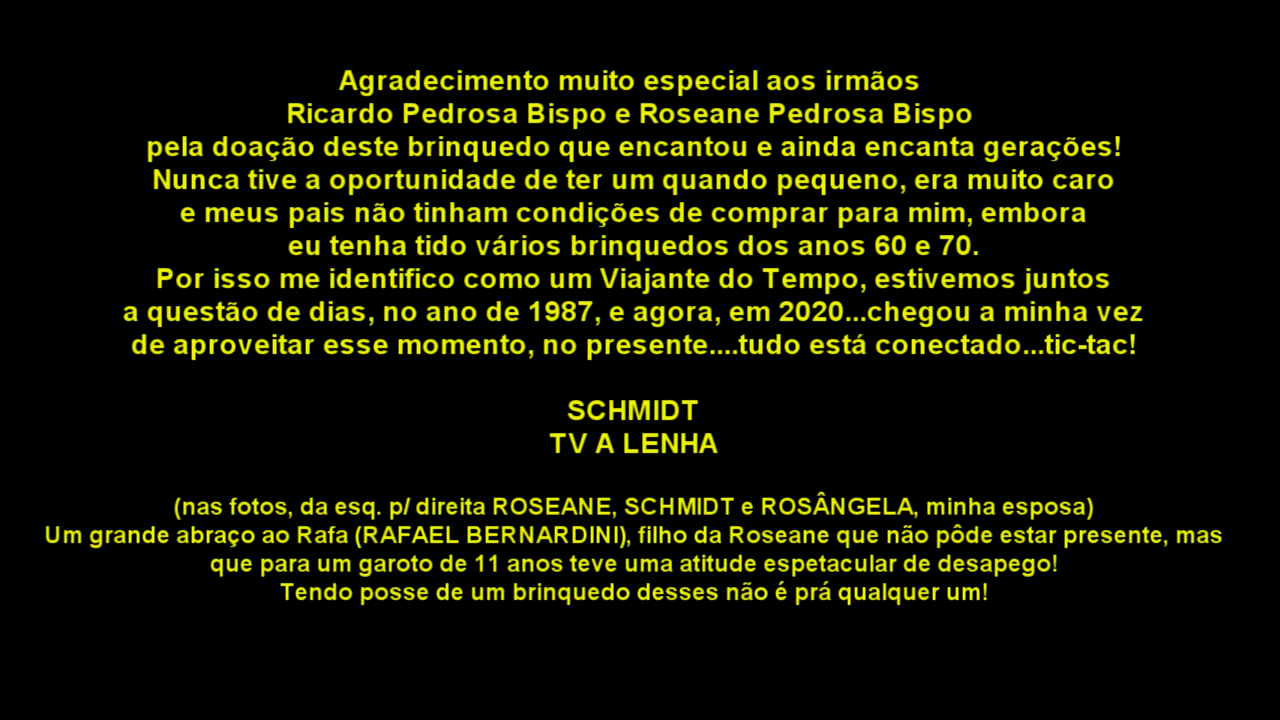 Agradecimento muito especial aos irmãos
Ricardo Pedrosa Bispo e Roseane Pedrosa Bispo
pela doação deste brinquedo que encantou e ainda encanta gerações!
Nunca tive a oportunidade de ter um quando pequeno, era muito caro
e meus pais não tinham condições de comprar para mim, embora
eu tenha tido vários brinquedos dos anos 60 e 70.
Por isso me identifico como um Viajante do Tempo, estivemos juntos
a questão de dias, no ano de 1987, e agora, em 2020...chegou a minha vez
de aproveitar esse momento, no presente....tudo está conectado...tic-tac!
SCHMIDT
TV A LENHA
(nas fotos, da esq. p/ direita ROSEANE, SCHMIDT e ROSÂNGELA, minha esposa)
Um grande abraço ao Rafa (RAFAEL BERNARDINI), filho da Roseane que não pôde estar presente, mas
que para um garoto de 11 anos teve uma atitude espetacular de desapego!
Tendo posse de um brinquedo desses não é prá qualquer um!